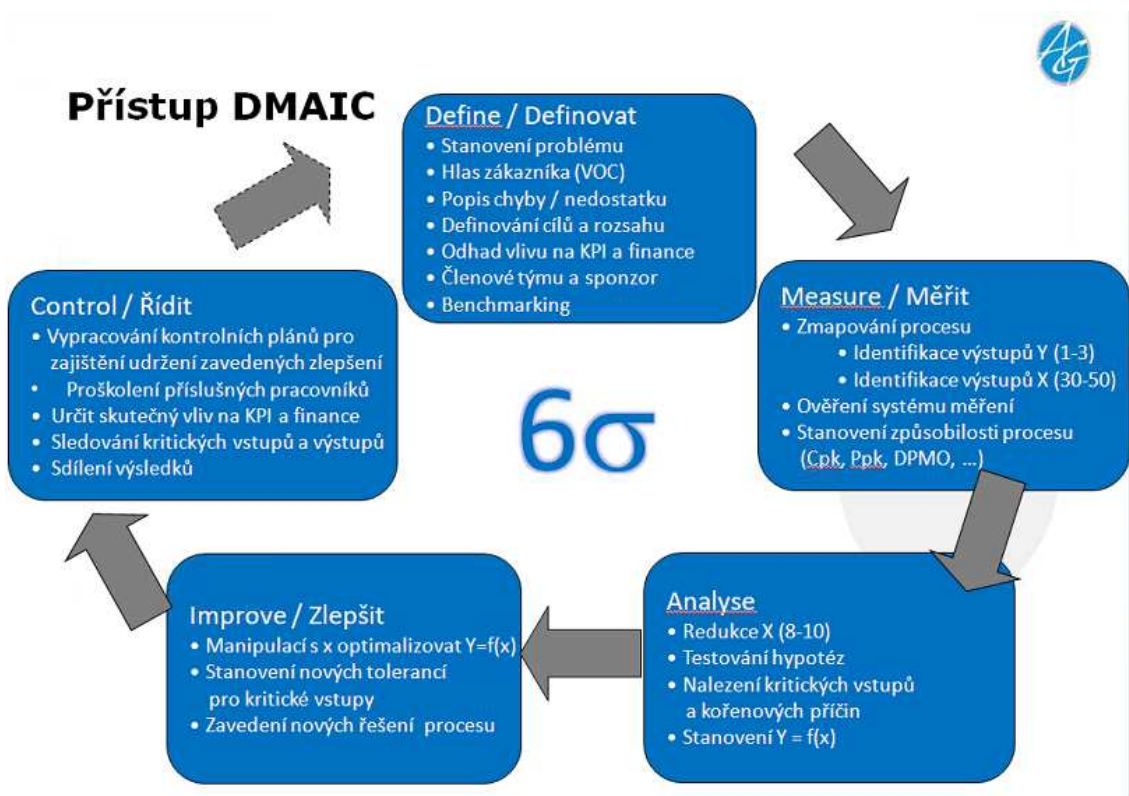 AG
Přístup DMAIC
Define / Definovat
• Stanovení problému
• Hlas zákazníka (VOC)
• Popis chyby / nedostatku
• Definování cílů a rozsahu
• Odhad vlivu na KPI a finance
• Členové týmu a sponzor
• Benchmarking
Measure / Měřit
• Zmapování procesu
• Identifikace výstupů Y (1-3)
• Identifikace výstupů X (30-50)
• Ověření systému měření
• Stanovení způsobilosti procesu
(Cpk, Ppk, DPMO, ...)
Analyse
• Redukce X (8-10)
• Testování hypotéz
• Nalezení kritických vstupů
a kořenových příčin
• Stanovení Y = f(x)
Improve / Zlepšit
• Manipulací s x optimalizovat Y=f(x)
• Stanovení nových tolerancí
pro kritické vstupy
• Zavedení nových řešení procesu
Control / Řídit
• Vypracování kontrolních plánů pro
zajištění udržení zavedených zlepšení
• Proškolení příslušných pracovníků
• Určit skutečný vliv na KPI a finance
• Sledování kritických vstupů a výstupů
• Sdílení výsledků
6σ